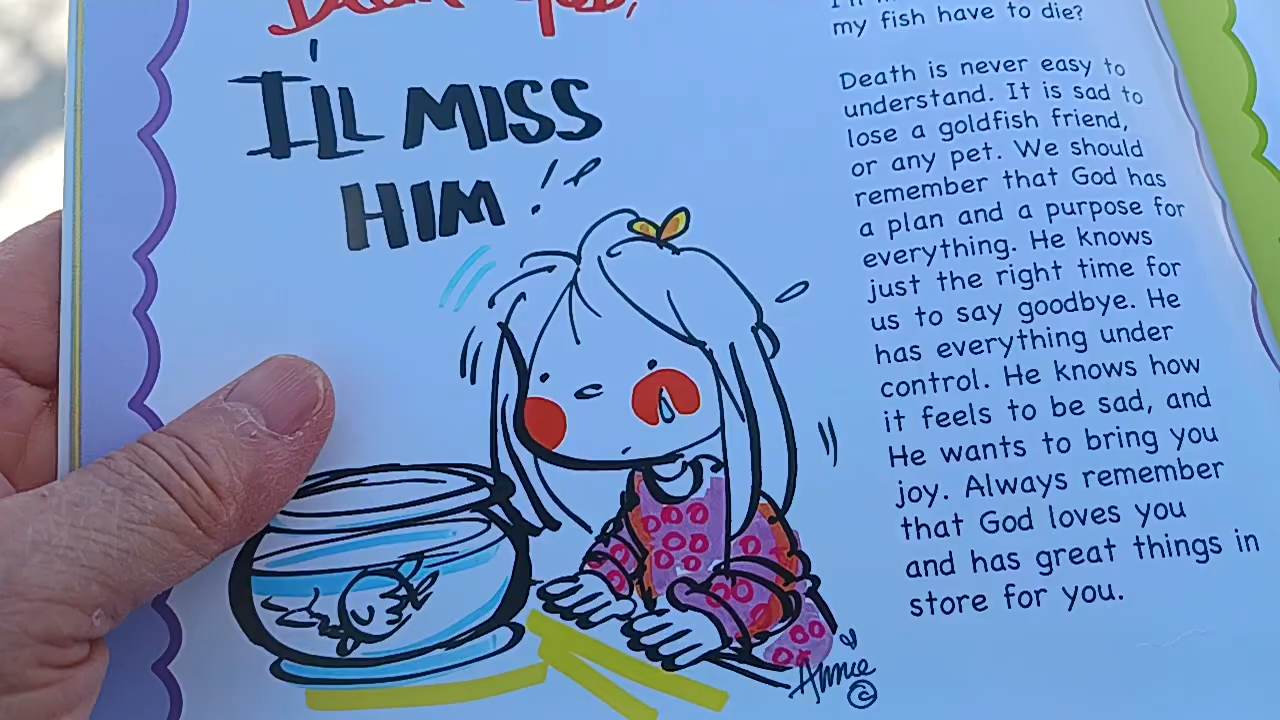 I'LL MISS
HIM!!
Annie
©
my fish have to die?
Death is never easy to
understand. It is sad to
lose a goldfish friend,
or any pet. We should
remember that God has
a plan and a purpose for
everything. He knows
just the right time for
us to say goodbye. He
has everything under
control. He knows how
it feels to be sad, and
He wants to bring you
joy. Always remember
that God loves you
and has great things in
store for you.